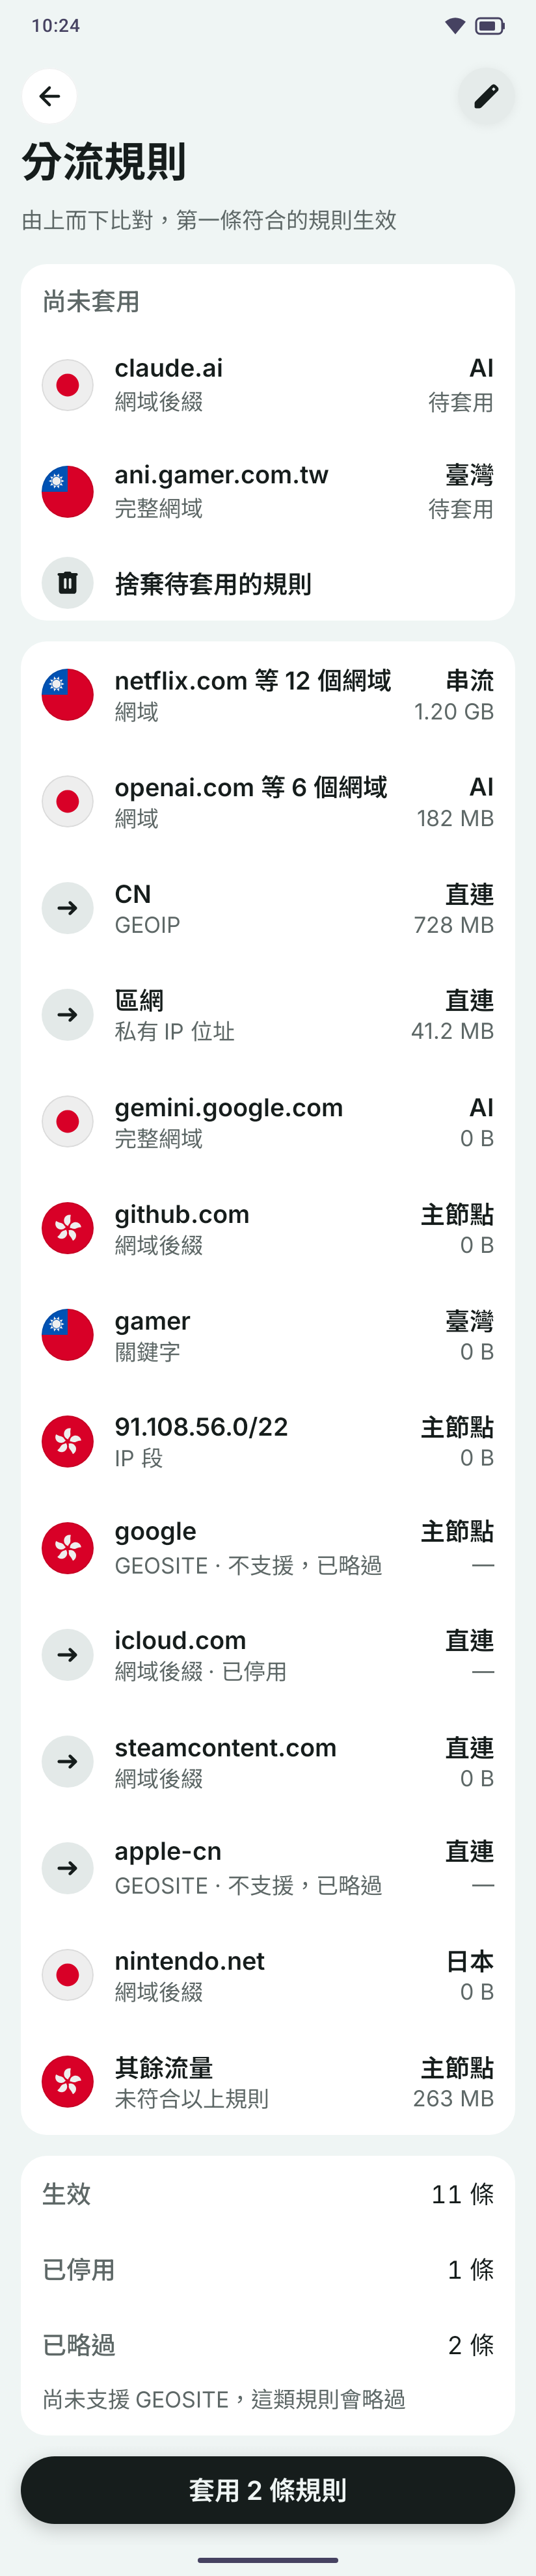 10:24
分流規則
由上而下比對，第一條符合的規則生效
尚未套用
claude.ai AI
網域後綴 待套用
ani.gamer.com.tw 臺灣
完整網域 待套用
捨棄待套用的規則
netflix.com 等 12 個網域 串流
網域 1.20 GB
openai.com 等 6 個網域 AI
網域 182 MB
CN 直連
GEOIP 728 MB
區網 直連
私有 IP 位址 41.2 MB
gemini.google.com AI
完整網域 0 B
github.com 主節點
網域後綴 0 B
gamer 臺灣
關鍵字 0 B
91.108.56.0/22 主節點
IP 段 0 B
google 主節點
GEOSITE · 不支援，已略過 —
icloud.com 直連
網域後綴 · 已停用 —
steamcontent.com 直連
網域後綴 0 B
apple-cn 直連
GEOSITE · 不支援，已略過 —
nintendo.net 日本
網域後綴 0 B
其餘流量 主節點
未符合以上規則 263 MB
生效 11 條
已停用 1 條
已略過 2 條
尚未支援 GEOSITE，這類規則會略過
套用 2 條規則